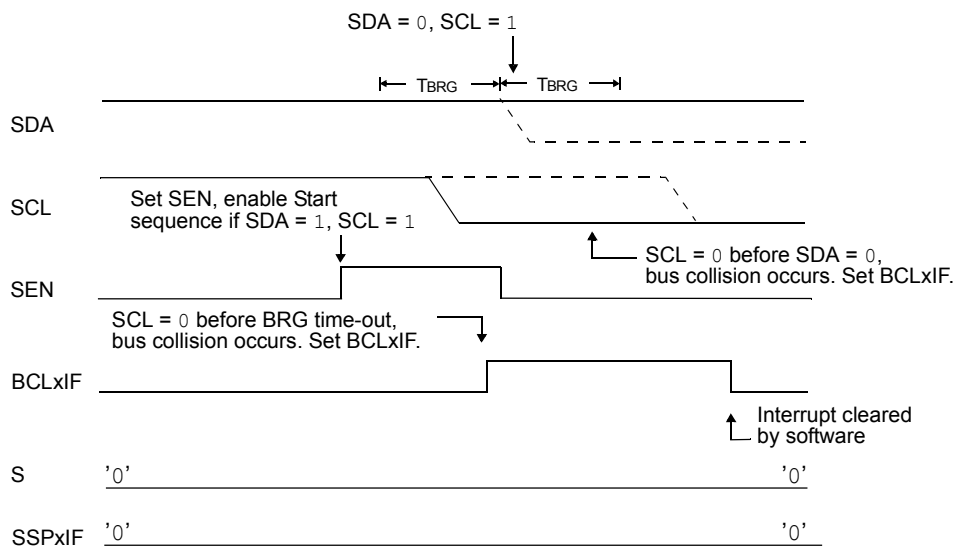 SDA = 0, SCL = 1
TBRG TBRG
SDA
SCL
Set SEN, enable Start
sequence if SDA = 1, SCL = 1
SCL = 0 before SDA = 0,
bus collision occurs. Set BCLxIF.
SEN
SCL = 0 before BRG time-out,
bus collision occurs. Set BCLxIF.
BCLxIF
Interrupt cleared
by software
S '0' '0'
SSPxIF '0' '0'